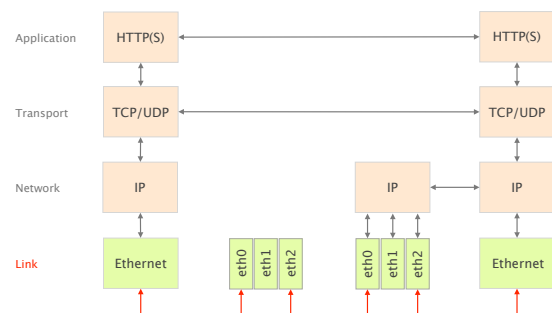 Application HTTP(S) HTTP(S)
Transport TCP/UDP TCP/UDP
Network IP IP IP
Link Ethernet eth0 eth1 eth2 eth0 eth1 eth2 Ethernet